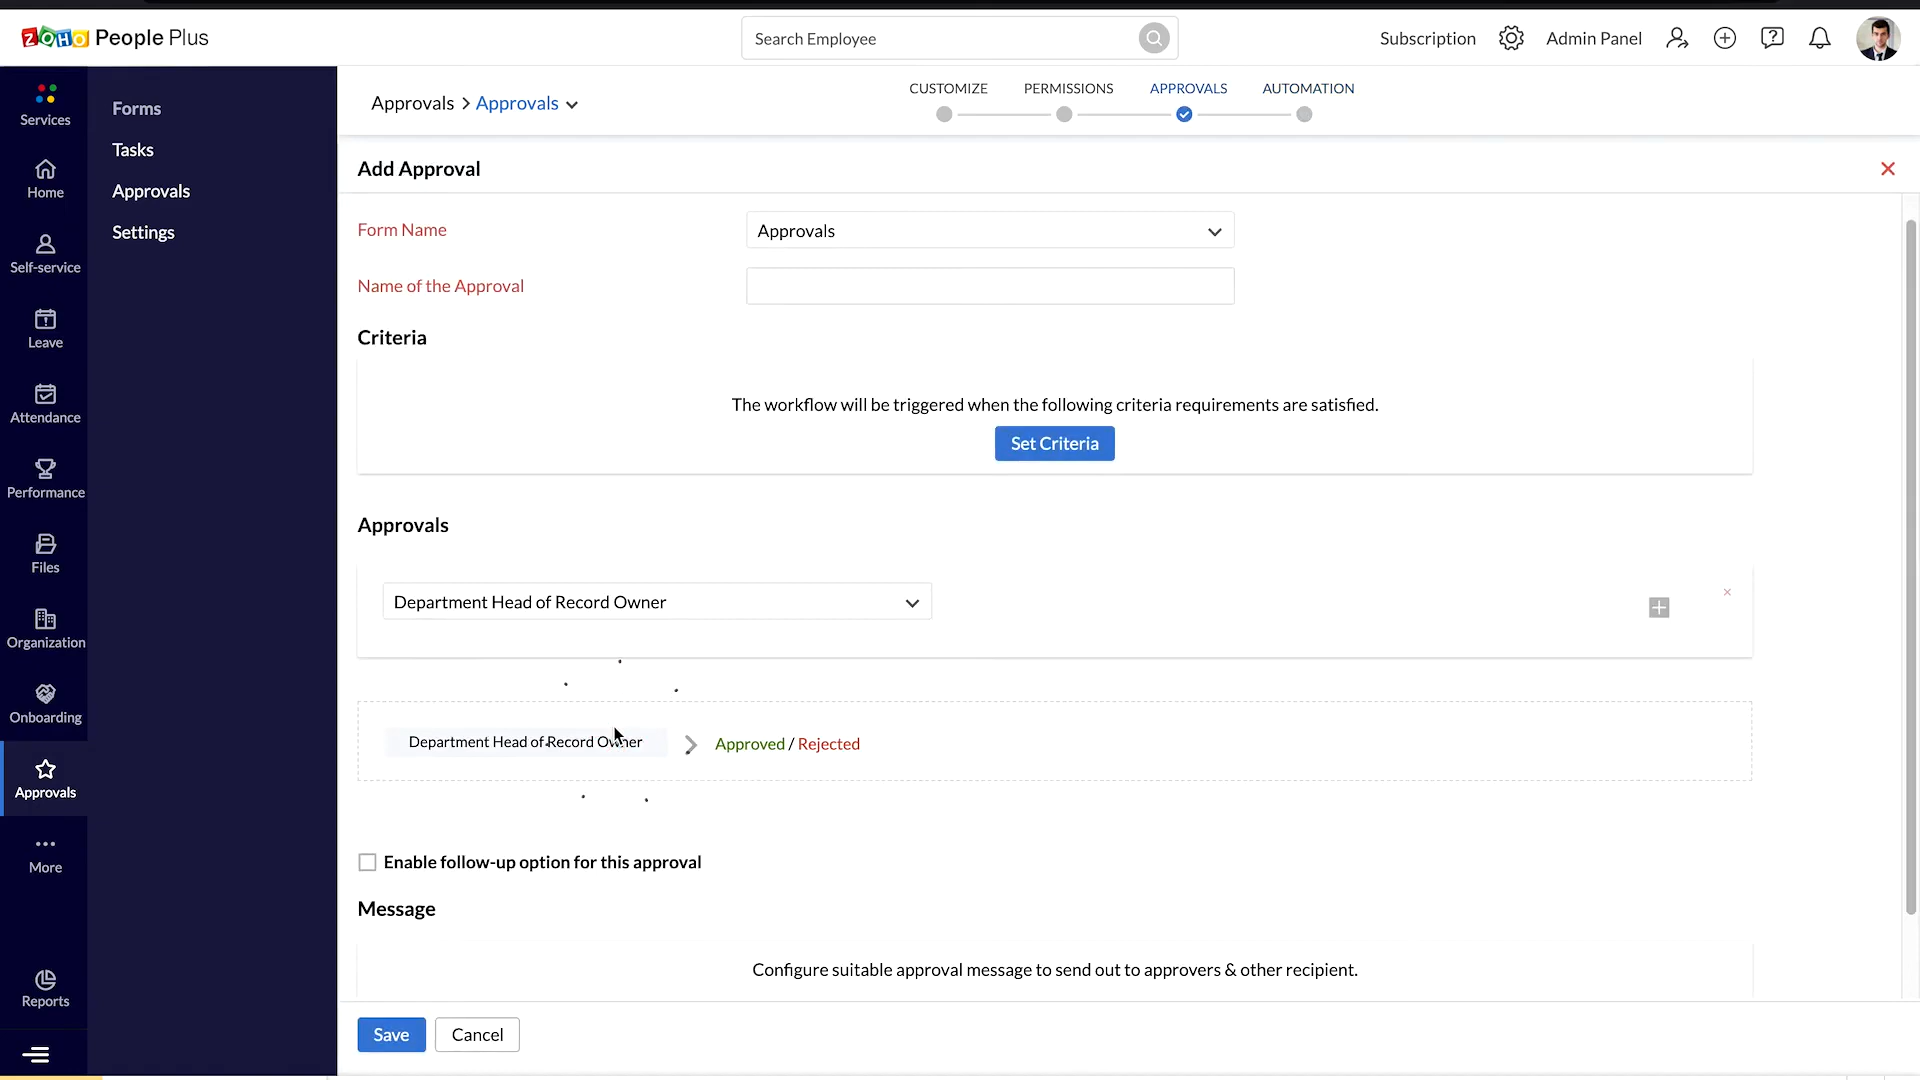 ZOHO People Plus
Search Employee
Subscription
Admin Panel
Services
Home
Self-service
Leave
Attendance
Performance
Files
Organization
Onboarding
Approvals
More
Reports
Forms
Tasks
Approvals
Settings
Approvals > Approvals
CUSTOMIZE
PERMISSIONS
APPROVALS
AUTOMATION
Add Approval
Form Name
Approvals
Name of the Approval
Criteria
The workflow will be triggered when the following criteria requirements are satisfied.
Set Criteria
Approvals
Department Head of Record Owner
Department Head of Record Owner
Approved / Rejected
Enable follow-up option for this approval
Message
Configure suitable approval message to send out to approvers & other recipient.
Save
Cancel